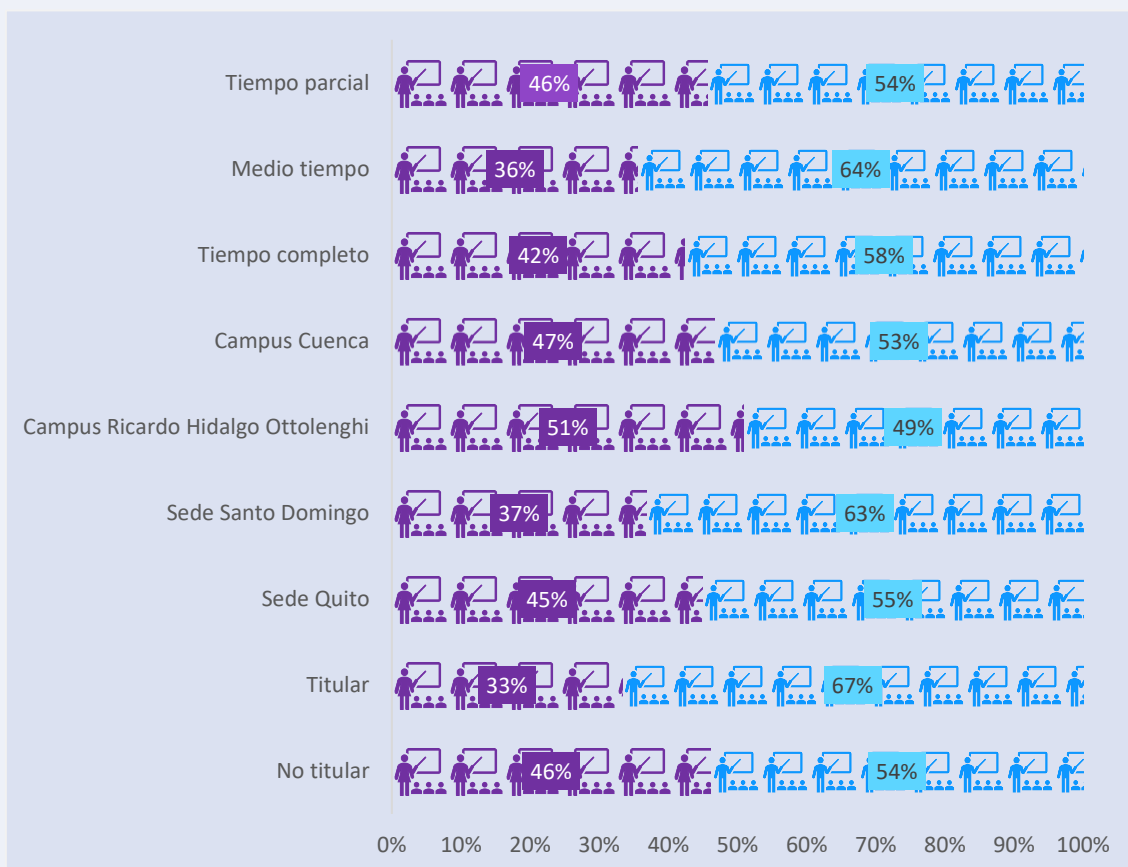 Tiempo parcial 46% 54%
Medio tiempo 36% 64%
Tiempo completo 42% 58%
Campus Cuenca 47% 53%
Campus Ricardo Hidalgo Ottolenghi 51% 49%
Sede Santo Domingo 37% 63%
Sede Quito 45% 55%
Titular 33% 67%
No titular 46% 54%
0% 10% 20% 30% 40% 50% 60% 70% 80% 90% 100%